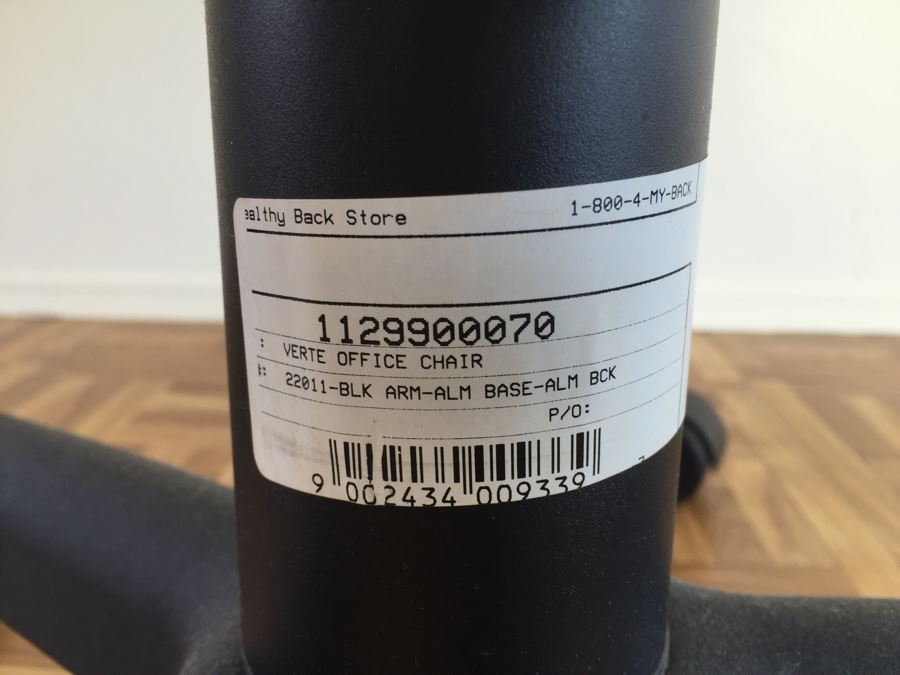 ealthy Back Store 1-800-4-MY-BACK
1129900070
: VERTE OFFICE CHAIR
: 22011-BLK ARM-ALM BASE-ALM BCK
P/O:
9 002434 009339